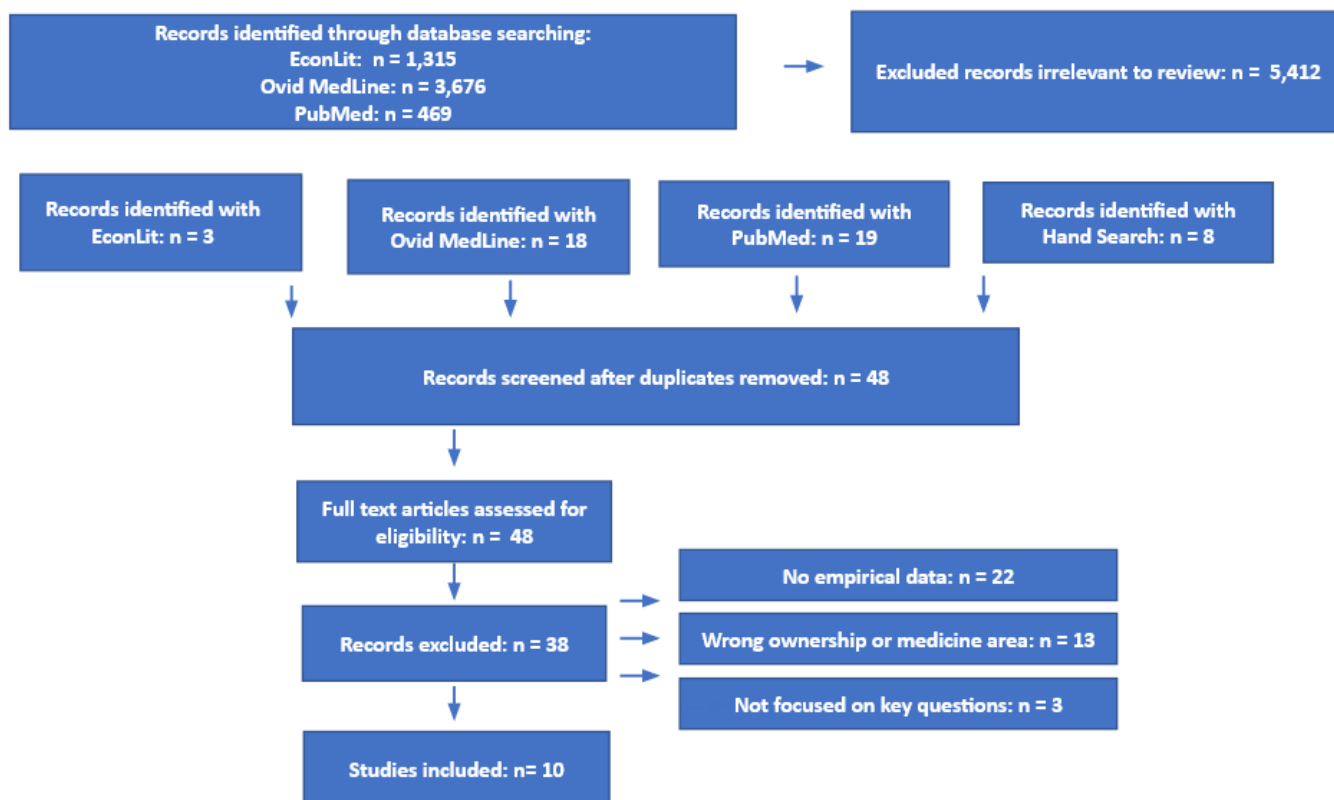 Records identified through database searching:
EconLit: n = 1,315
Ovid MedLine: n = 3,676
PubMed: n = 469
Excluded records irrelevant to review: n = 5,412
Records identified with
EconLit: n = 3
Records identified with
Ovid MedLine: n = 18
Records identified with
PubMed: n = 19
Records identified with
Hand Search: n = 8
Records screened after duplicates removed: n = 48
Full text articles assessed for
eligibility: n = 48
Records excluded: n = 38
No empirical data: n = 22
Wrong ownership or medicine area: n = 13
Not focused on key questions: n = 3
Studies included: n= 10